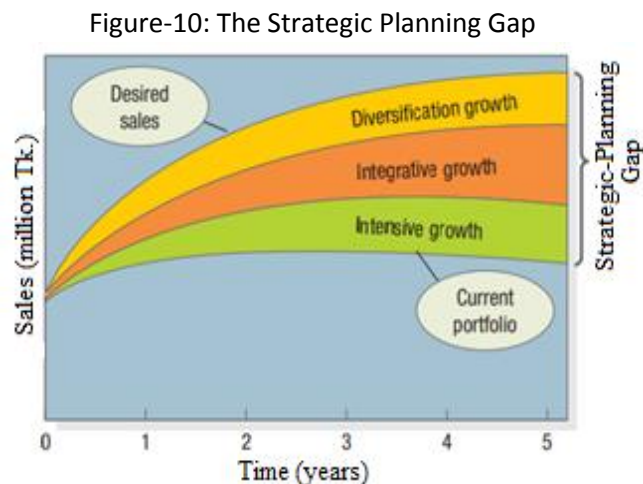 Figure-10: The Strategic Planning Gap
Desired
sales
Diversification growth
Integrative growth
Intensive growth
Current
portfolio
Sales (million Tk.)
Strategic-Planning
Gap
0 1 2 3 4 5
Time (years)